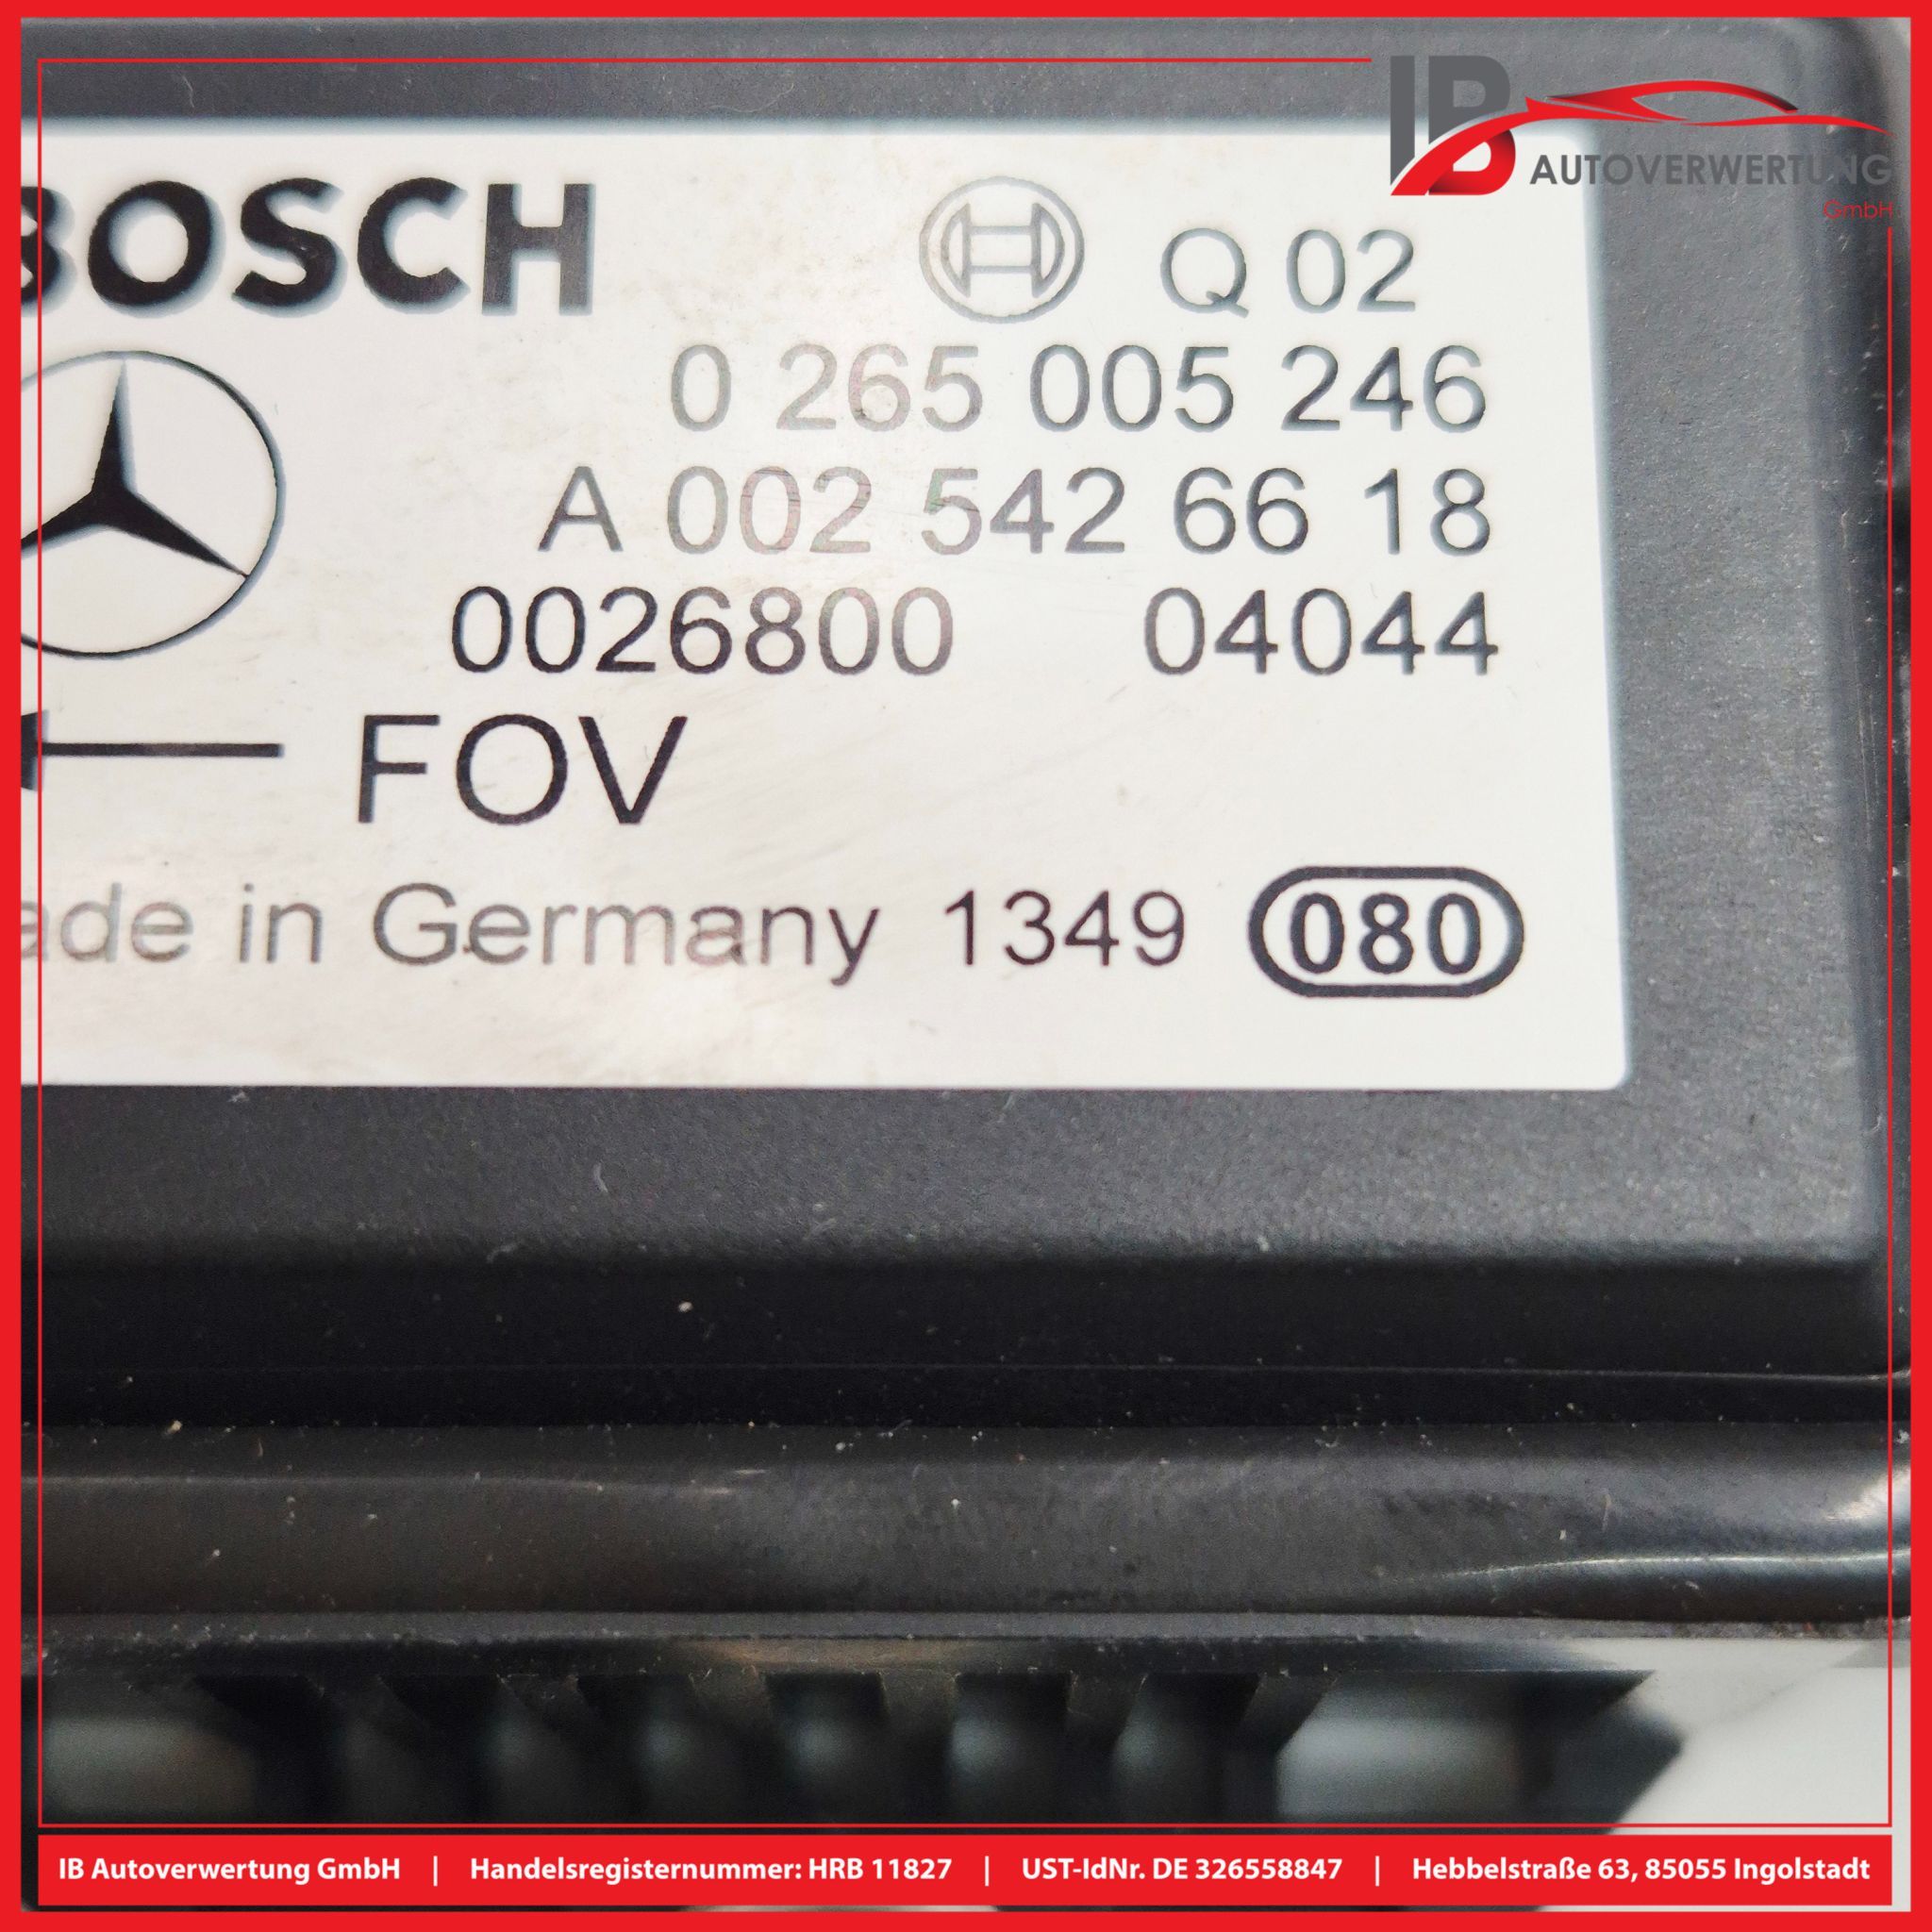 IB
AUTOVERWERTUNG
GmbH
BOSCH
Q 02
0 265 005 246
A 002 542 66 18
0026800 04044
FOV
ade in Germany 1349 080
IB Autoverwertung GmbH | Handelsregisternummer: HRB 11827 | UST-IdNr. DE 326558847 | Hebbelstraße 63, 85055 Ingolstadt